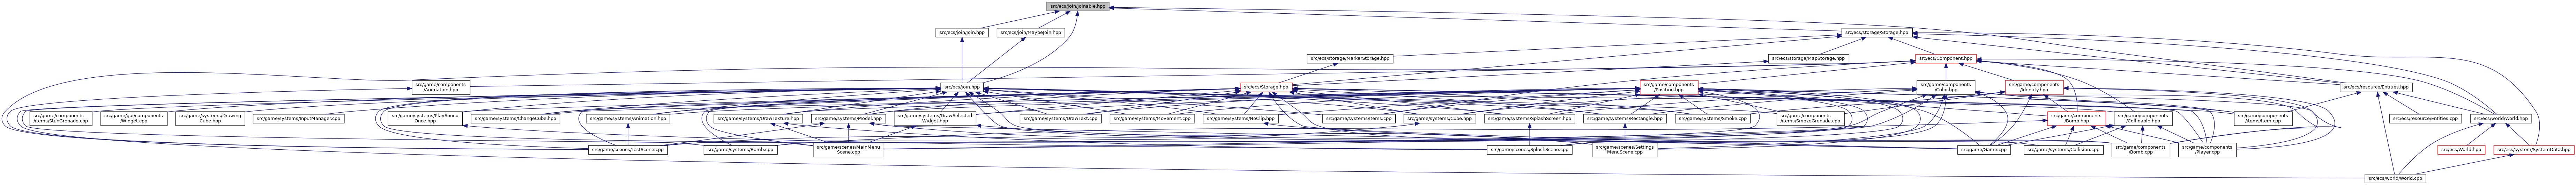 src/ecs/join/Joinable.hpp
src/ecs/join/Join.hpp
src/ecs/join/MaybeJoin.hpp
src/ecs/storage/Storage.hpp
src/ecs/storage/MarkerStorage.hpp
src/ecs/storage/MapStorage.hpp
src/ecs/Component.hpp
src/game/components
/Animation.hpp
src/ecs/join.hpp
src/ecs/Storage.hpp
src/game/components
/Position.hpp
src/game/components
/Color.hpp
src/game/components
/Identity.hpp
src/ecs/resource/Entities.hpp
src/game/components
/items/StunGrenade.cpp
src/game/gui/components
/Widget.cpp
src/game/systems/Drawing
Cube.hpp
src/game/systems/InputManager.cpp
src/game/systems/PlaySound
Once.hpp
src/game/systems/ChangeCube.hpp
src/game/systems/Animation.hpp
src/game/systems/DrawTexture.hpp
src/game/systems/Model.hpp
src/game/systems/DrawSelected
Widget.hpp
src/game/systems/DrawText.cpp
src/game/systems/Movement.cpp
src/game/systems/NoClip.hpp
src/game/systems/Items.cpp
src/game/systems/Cube.hpp
src/game/systems/SplashScreen.hpp
src/game/systems/Rectangle.hpp
src/game/systems/Smoke.cpp
src/game/components
/items/SmokeGrenade.cpp
src/game/components
/Bomb.hpp
src/game/components
/Collidable.hpp
src/game/components
/items/Item.cpp
src/ecs/resource/Entities.cpp
src/ecs/world/World.hpp
src/game/scenes/TestScene.cpp
src/game/systems/Bomb.cpp
src/game/scenes/MainMenu
Scene.cpp
src/game/scenes/SplashScene.cpp
src/game/scenes/Settings
MenuScene.cpp
src/game/Game.cpp
src/game/systems/Collision.cpp
src/game/components
/Bomb.cpp
src/game/components
/Player.cpp
src/ecs/World.hpp
src/ecs/system/SystemData.hpp
src/ecs/world/World.cpp